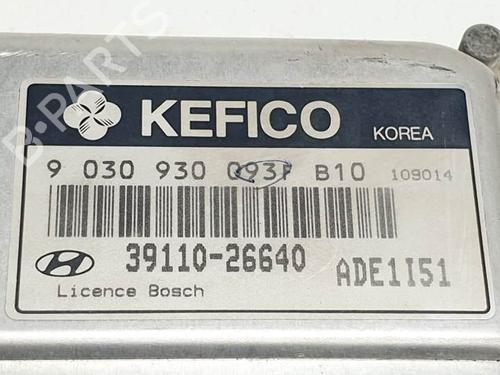 KEFICO
KOREA
9 030 930 093F B10 109014
39110-26640
ADE1I51
Licence Bosch
B-PARTS